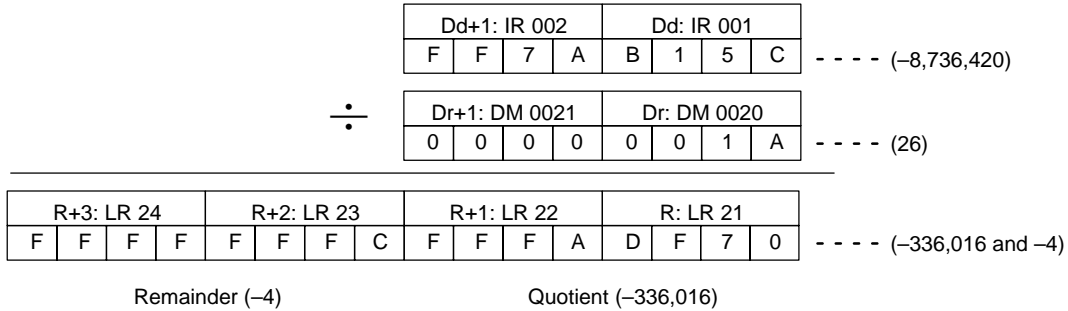 Dd+1: IR 002 Dd: IR 001
F F 7 A B 1 5 C - - - - (–8,736,420)
÷ Dr+1: DM 0021 Dr: DM 0020
0 0 0 0 0 0 1 A - - - - (26)
R+3: LR 24 R+2: LR 23 R+1: LR 22 R: LR 21
F F F F F F F C F F F A D F 7 0 - - - - (–336,016 and –4)
Remainder (–4) Quotient (–336,016)